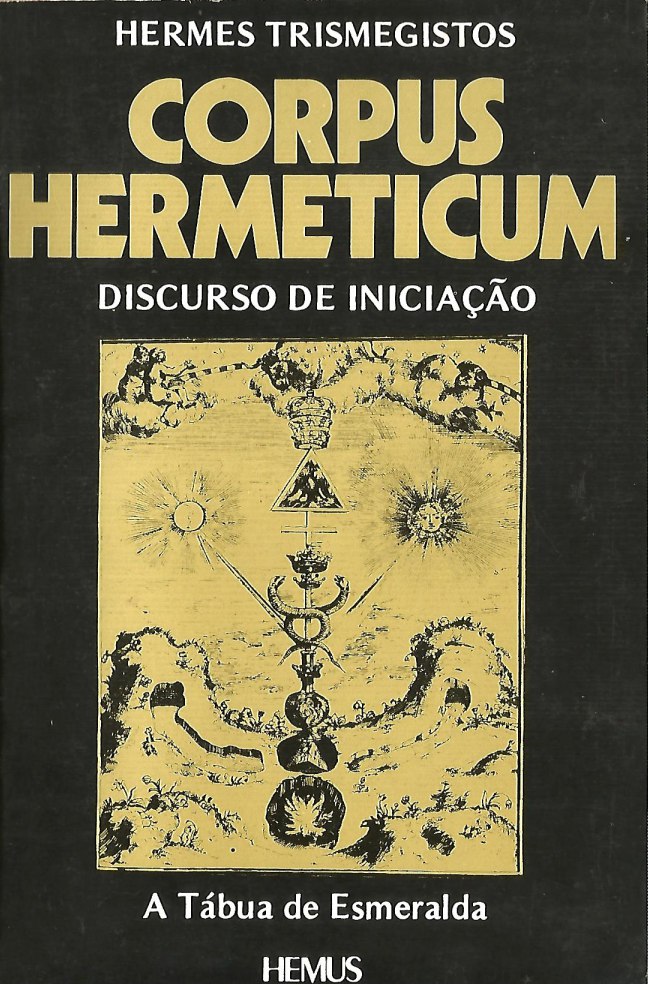 HERMES TRISMEGISTOS
CORPUS
HERMETICUM
DISCURSO DE INICIAÇÃO
A Tábua de Esmeralda
HEMUS